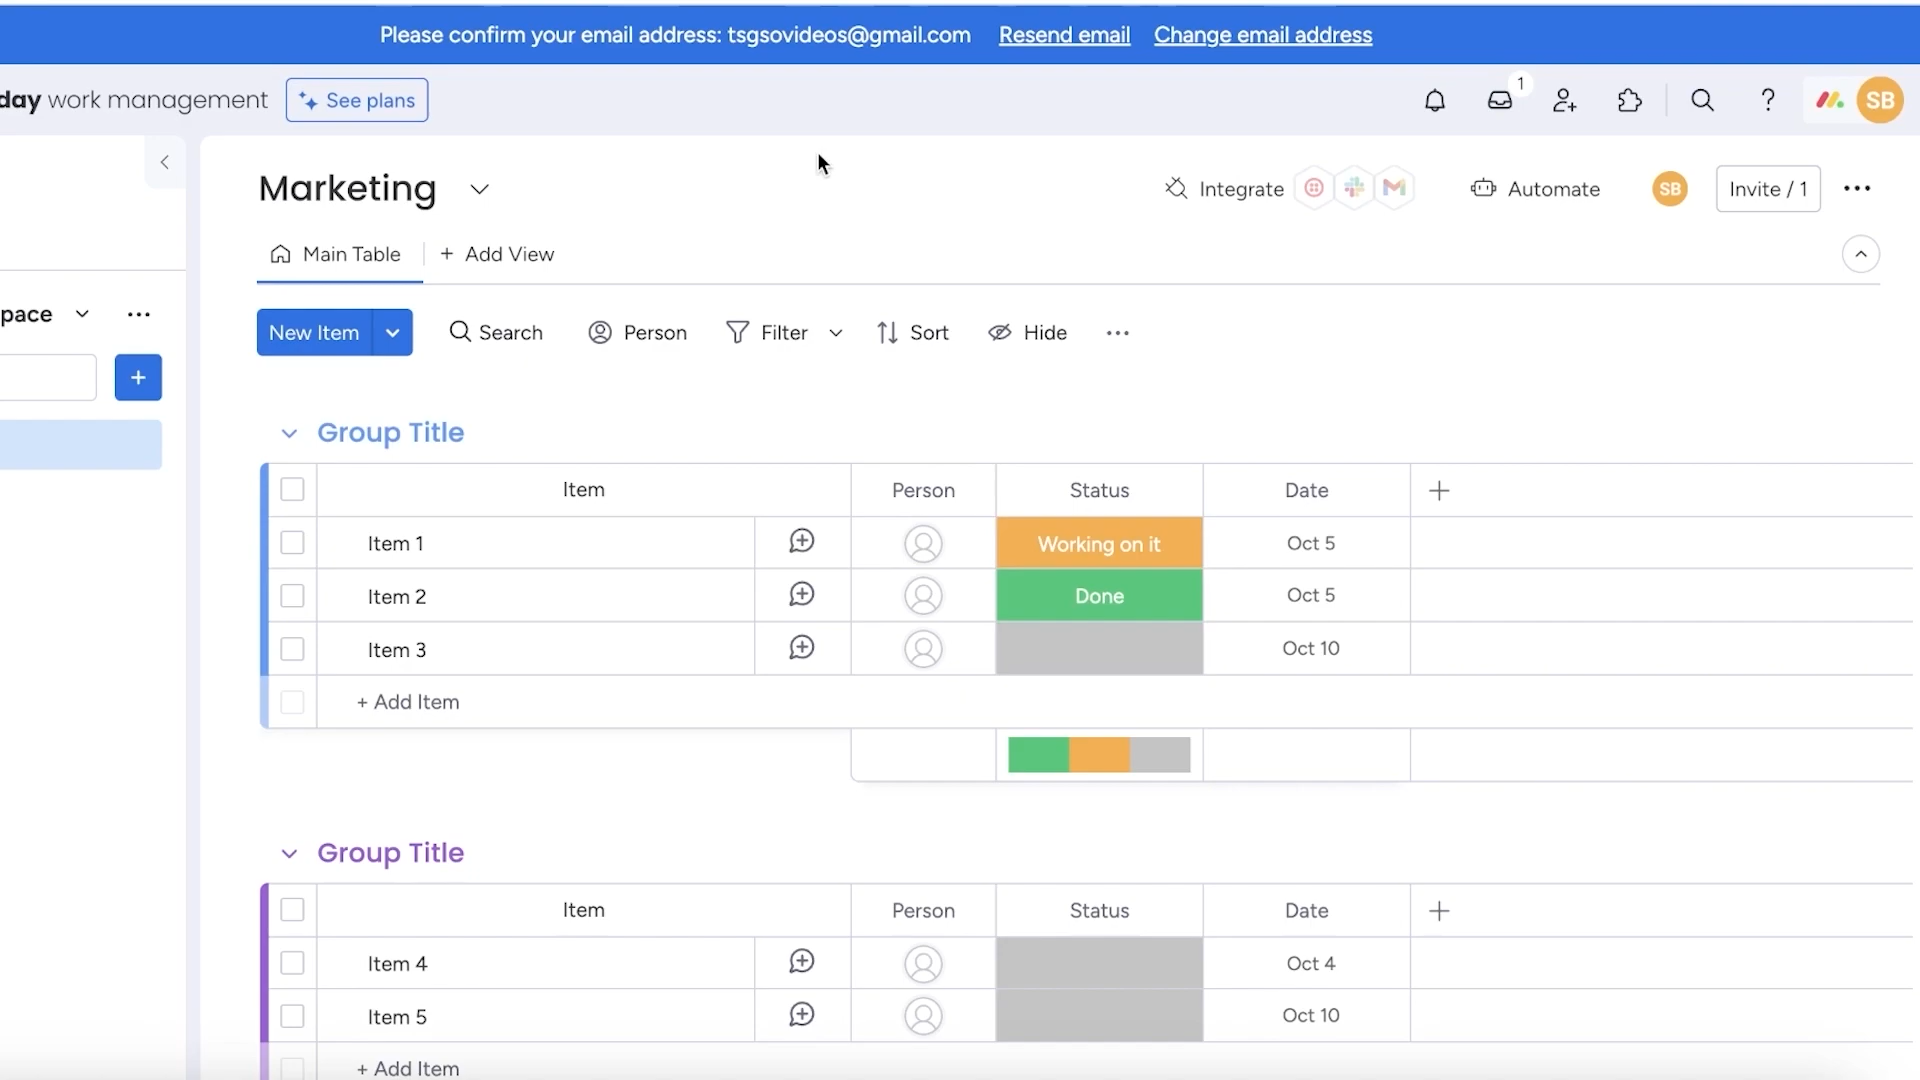 Please confirm your email address: tsgsovideos@gmail.com Resend email Change email address
day work management See plans 1 SB
Marketing Integrate Automate SB Invite / 1
Main Table + Add View
pace
New Item Search Person Filter Sort Hide
Group Title
Item Person Status Date
Item 1 Working on it Oct 5
Item 2 Done Oct 5
Item 3 Oct 10
+ Add Item
Group Title
Item Person Status Date
Item 4 Oct 4
Item 5 Oct 10
+ Add Item